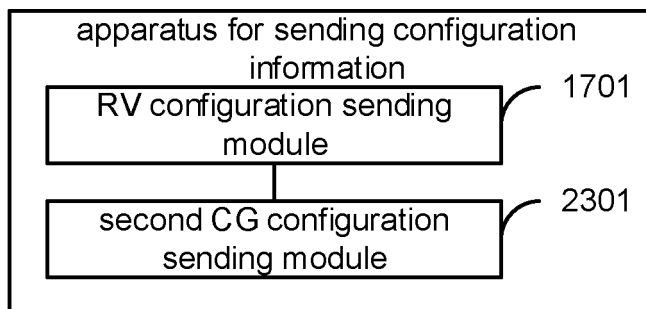 apparatus for sending configuration
information
1701
RV configuration sending
module
2301
second CG configuration
sending module